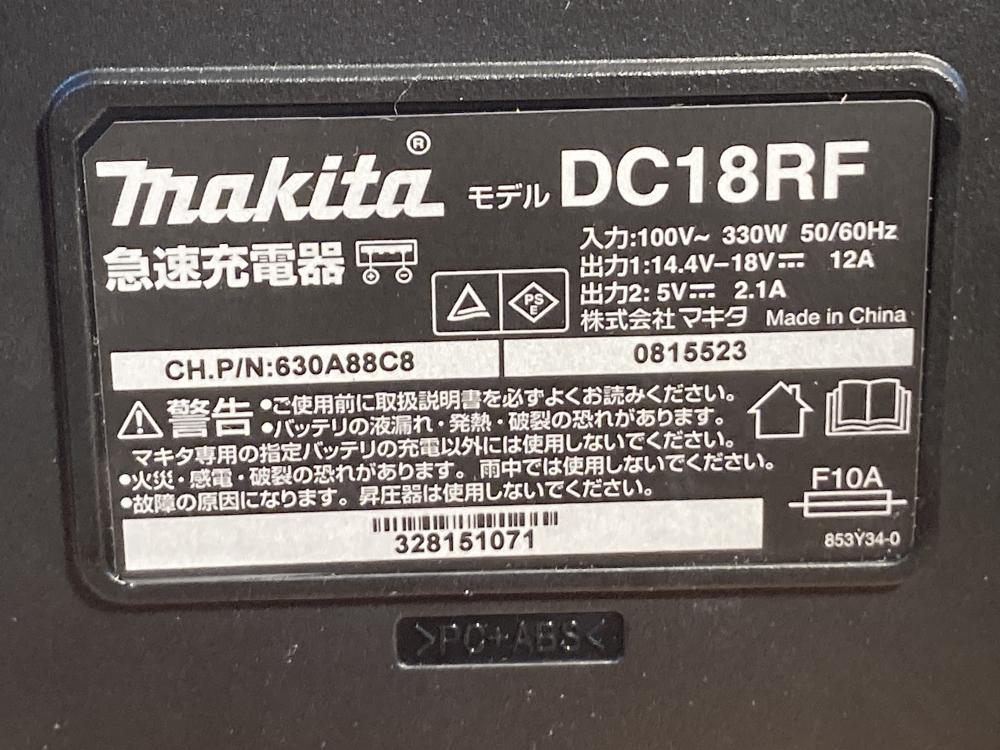 makita® モデル DC18RF
急速充電器
入力:100V~ 330W 50/60Hz
出力1:14.4V–18V⎓ 12A
出力2: 5V⎓ 2.1A
PSE
株式会社マキタ Made in China
CH.P/N:630A88C8
0815523
警告 •ご使用前に取扱説明書を必ずよくお読みください。
•バッテリの液漏れ・発熱・破裂の恐れがあります。
マキタ専用の指定バッテリの充電以外には使用しないでください。
•火災・感電・破裂の恐れがあります。雨中では使用しないでください。
•故障の原因になります。昇圧器は使用しないでください。
F10A
328151071
853Y34-0
>PC+ABS<